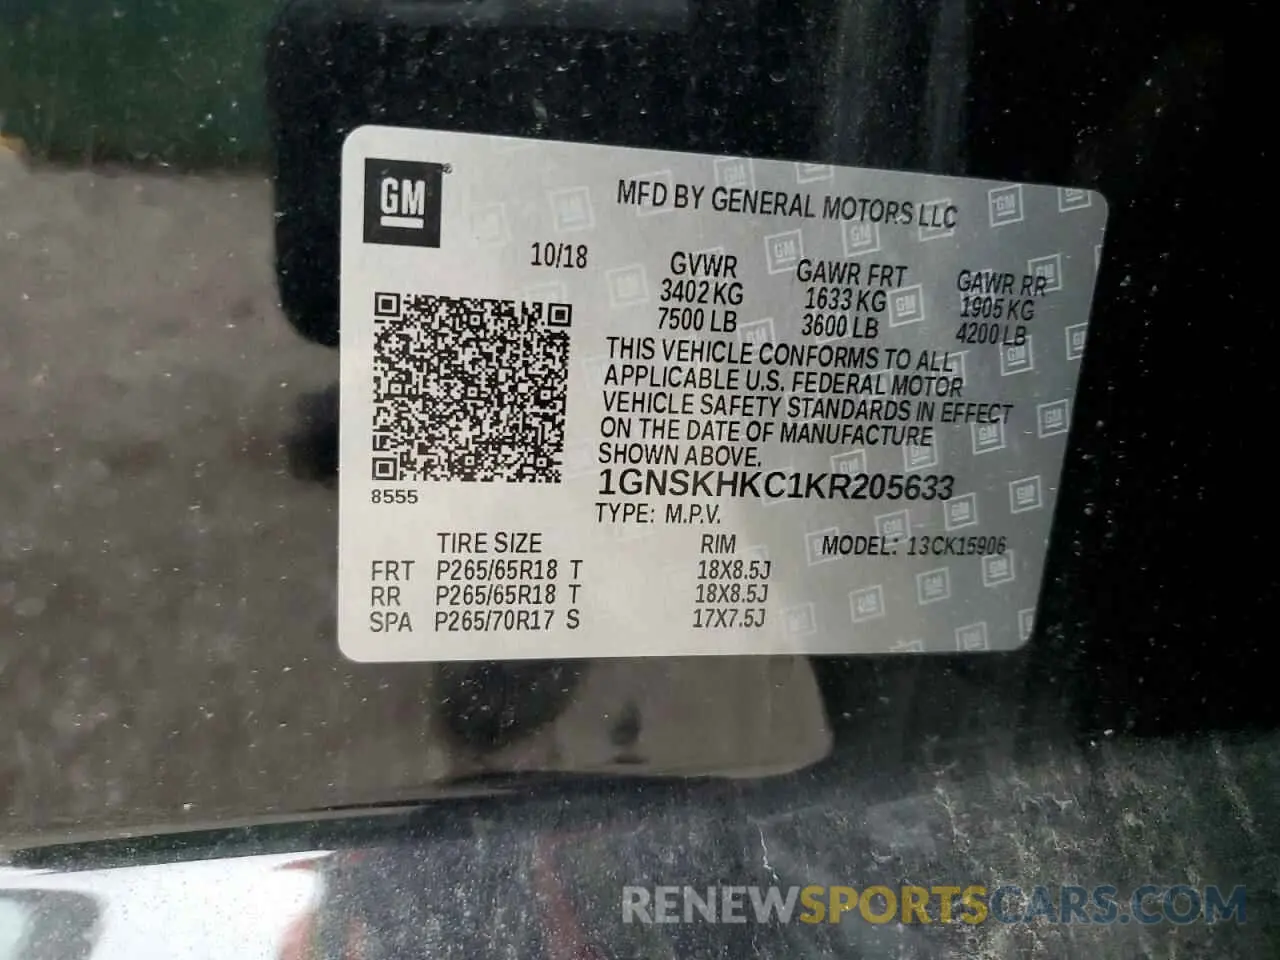 GM
MFD BY GENERAL MOTORS LLC
10/18
GVWR GAWR FRT GAWR RR
3402 KG 1633 KG 1905 KG
7500 LB 3600 LB 4200 LB
THIS VEHICLE CONFORMS TO ALL
APPLICABLE U.S. FEDERAL MOTOR
VEHICLE SAFETY STANDARDS IN EFFECT
ON THE DATE OF MANUFACTURE
SHOWN ABOVE.
8555
1GNSKHKC1KR205633
TYPE: M.P.V.
TIRE SIZE RIM MODEL: 13CK15906
FRT P265/65R18 T 18X8.5J
RR P265/65R18 T 18X8.5J
SPA P265/70R17 S 17X7.5J
RENEWSPORTSCARS.COM